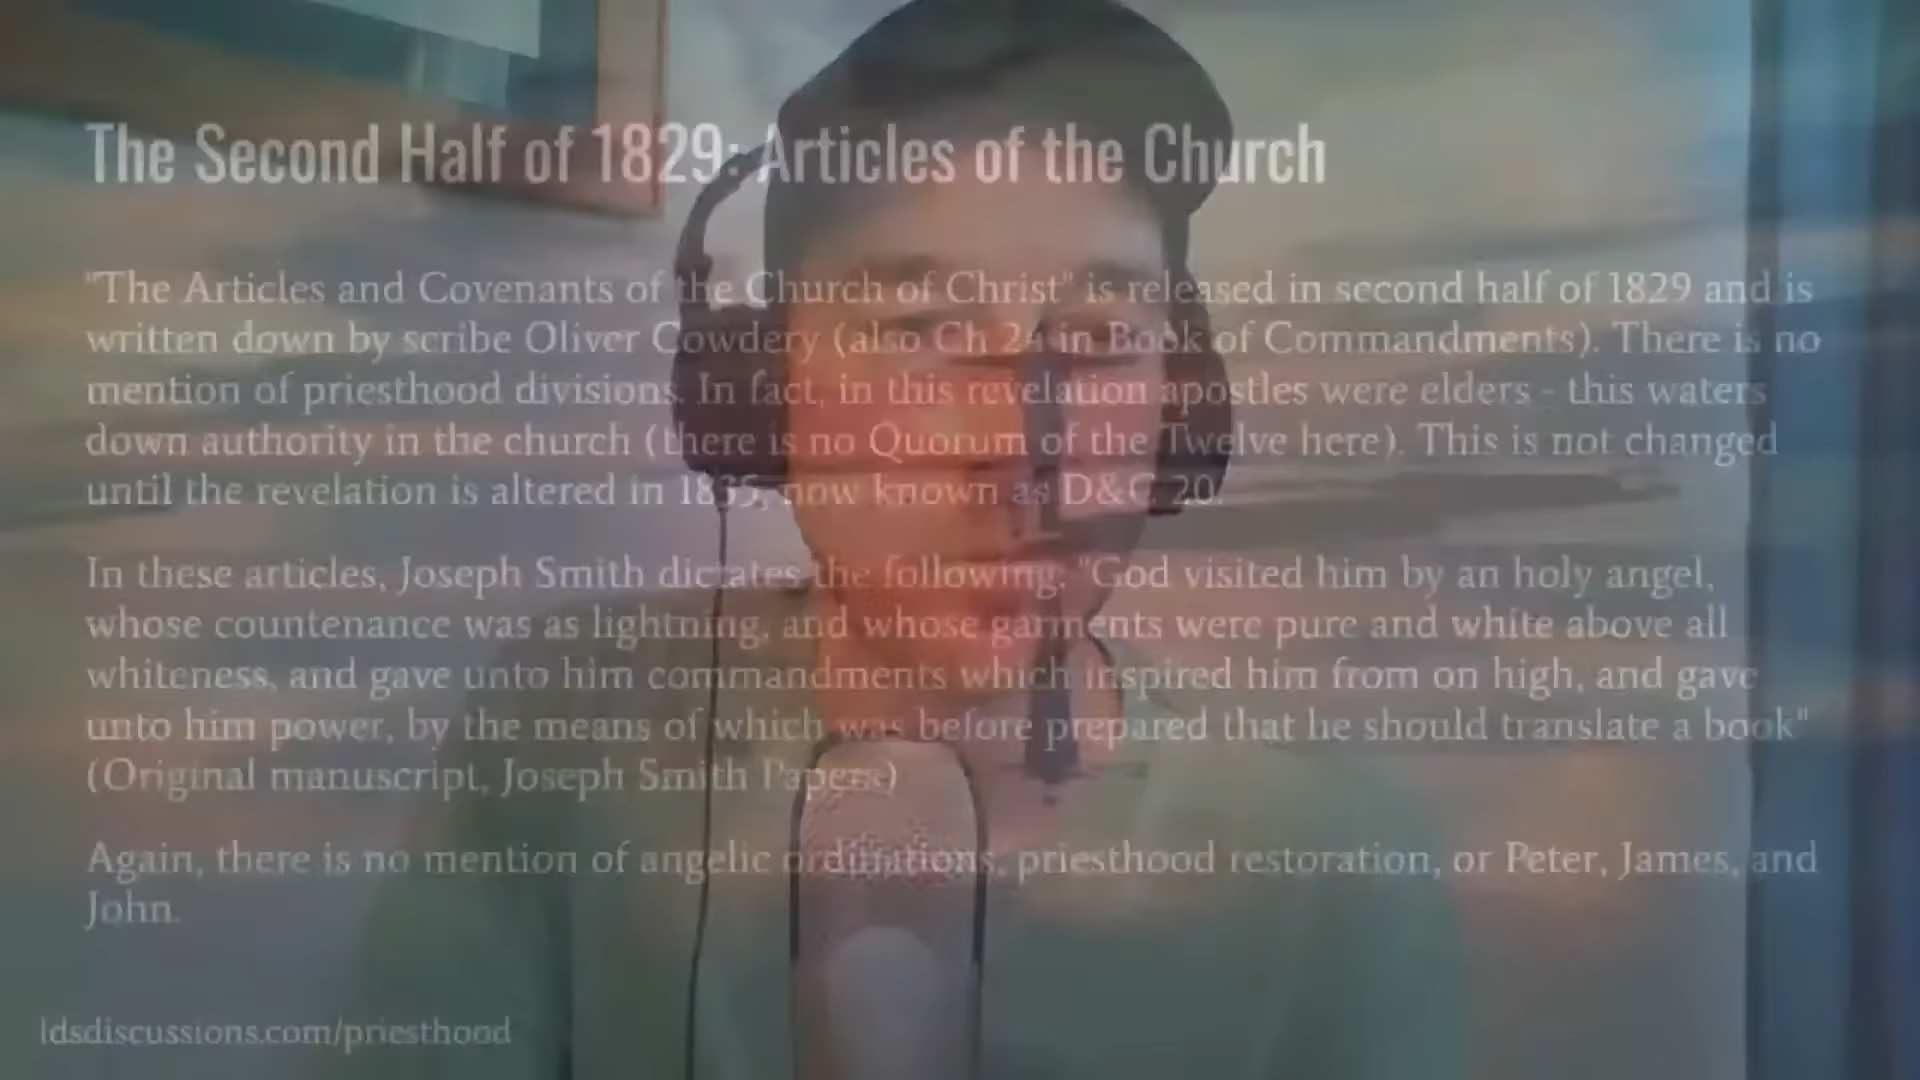 The Second Half of 1829: Articles of the Church
"The Articles and Covenants of the Church of Christ" is released in second half of 1829 and is
written down by scribe Oliver Cowdery (also Ch 24 in Book of Commandments). There is no
mention of priesthood divisions. In fact, in this revelation apostles were elders - this waters
down authority in the church (there is no Quorum of the Twelve here). This is not changed
until the revelation is altered in 1835, now known as D&C 20.
In these articles, Joseph Smith dictates the following: "God visited him by an holy angel,
whose countenance was as lightning, and whose garments were pure and white above all
whiteness, and gave unto him commandments which inspired him from on high, and gave
unto him power, by the means of which was before prepared that he should translate a book"
(Original manuscript, Joseph Smith Papers)
Again, there is no mention of angelic ordinations, priesthood restoration, or Peter, James, and
John.
ldsdiscussions.com/priesthood